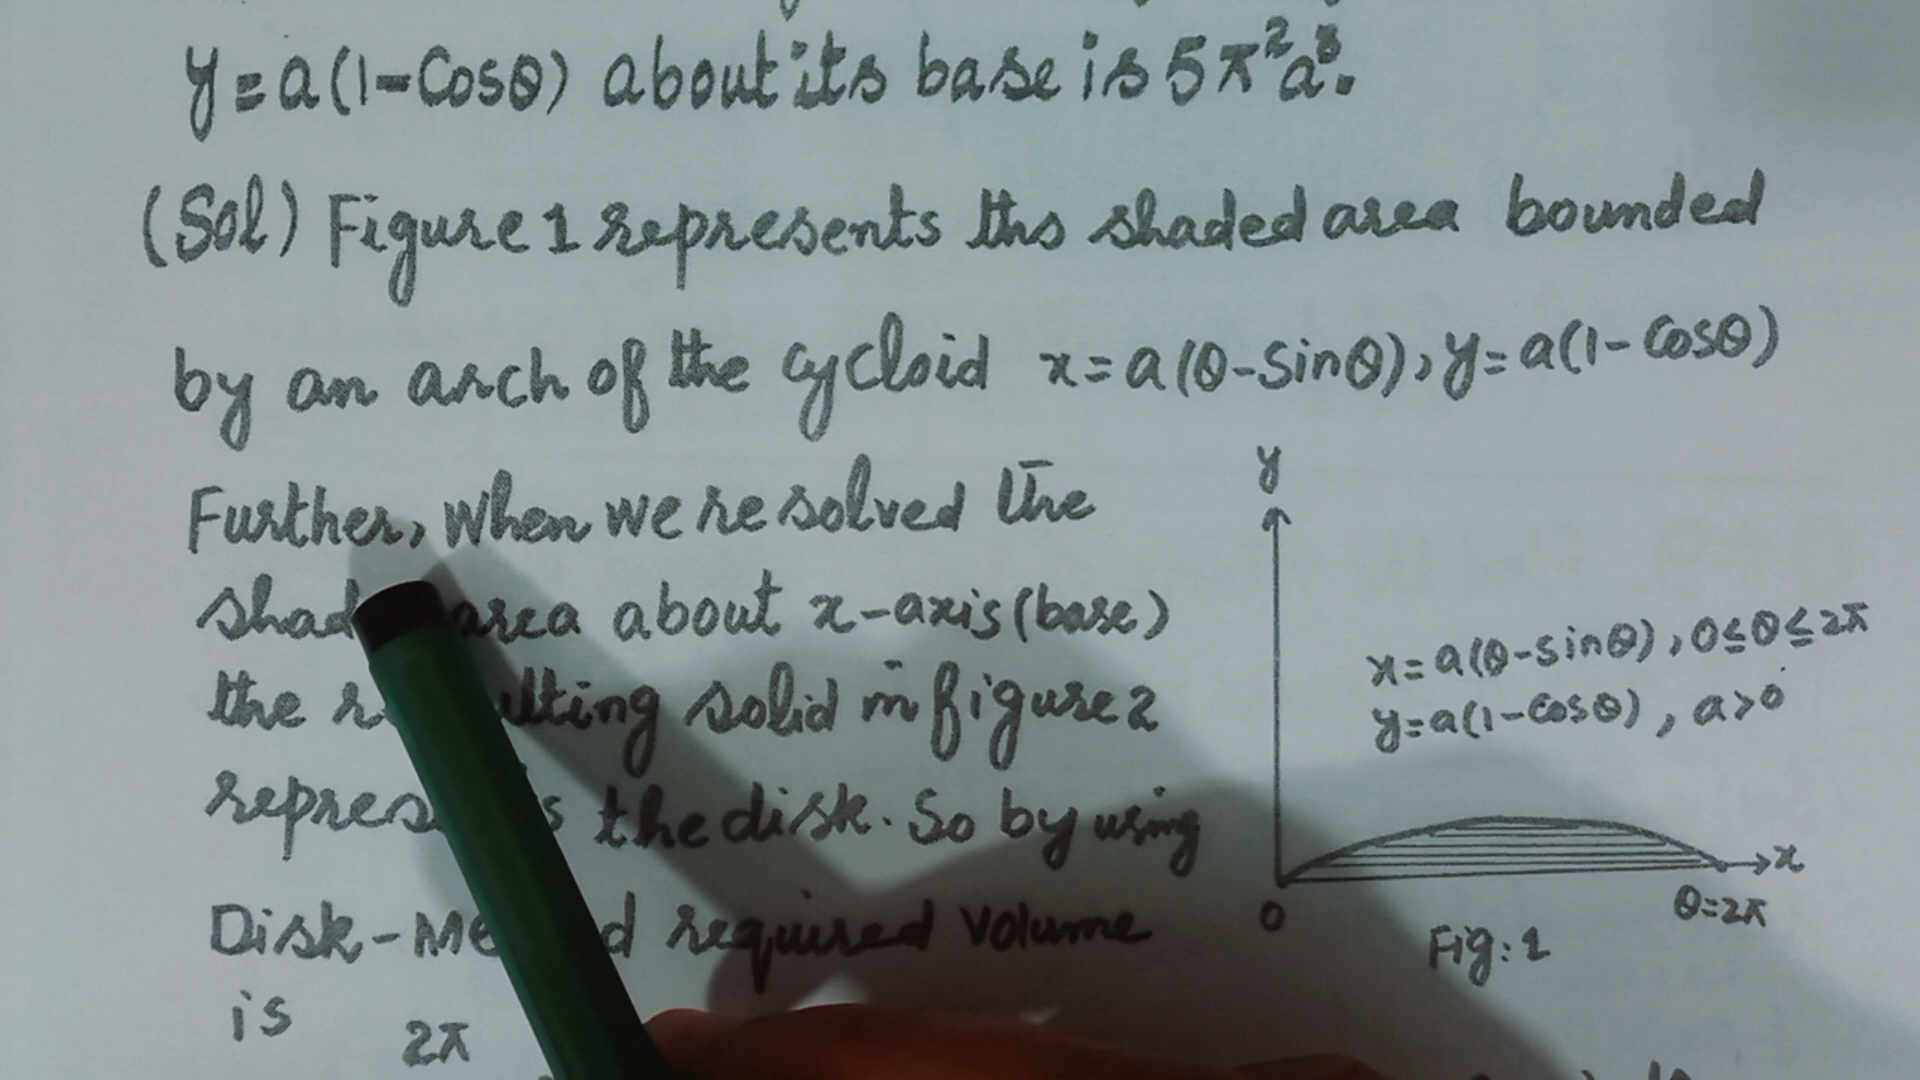 y=a(1-Cosθ) about its base is 5π²a³.
(Sol) Figure 1 represents ths shaded area bounded
by an arch of the cycloid x=a(θ-Sinθ), y=a(1-Cosθ)
Further, When we resolved the
area about x-axis (base)
the solid in figure 2
the disk. So by using
Disk- required volume
is
2π
y
x=a(θ-sinθ), 0≤θ≤2π
y=a(1-Cosθ), a>0
x
0
θ=2π
Fig:1